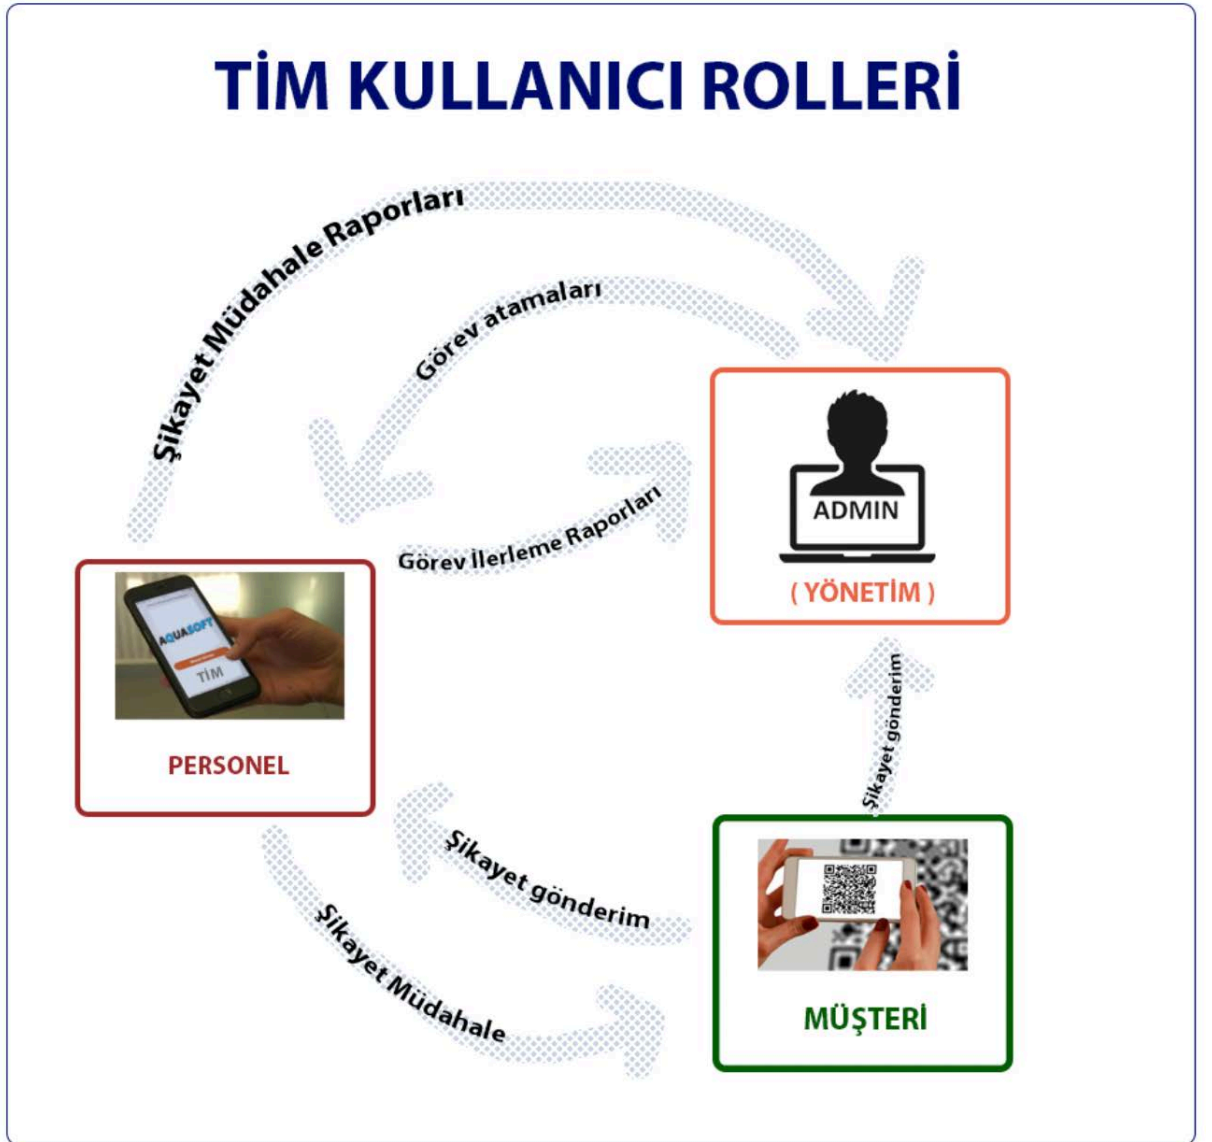 TİM KULLANICI ROLLERİ
Şikayet Müdahale Raporları
Görev atamaları
Görev İlerleme Raporları
ADMIN
( YÖNETİM )
AQUASOFT
TİM
PERSONEL
Şikayet gönderim
Şikayet gönderim
Şikayet Müdahale
MÜŞTERİ